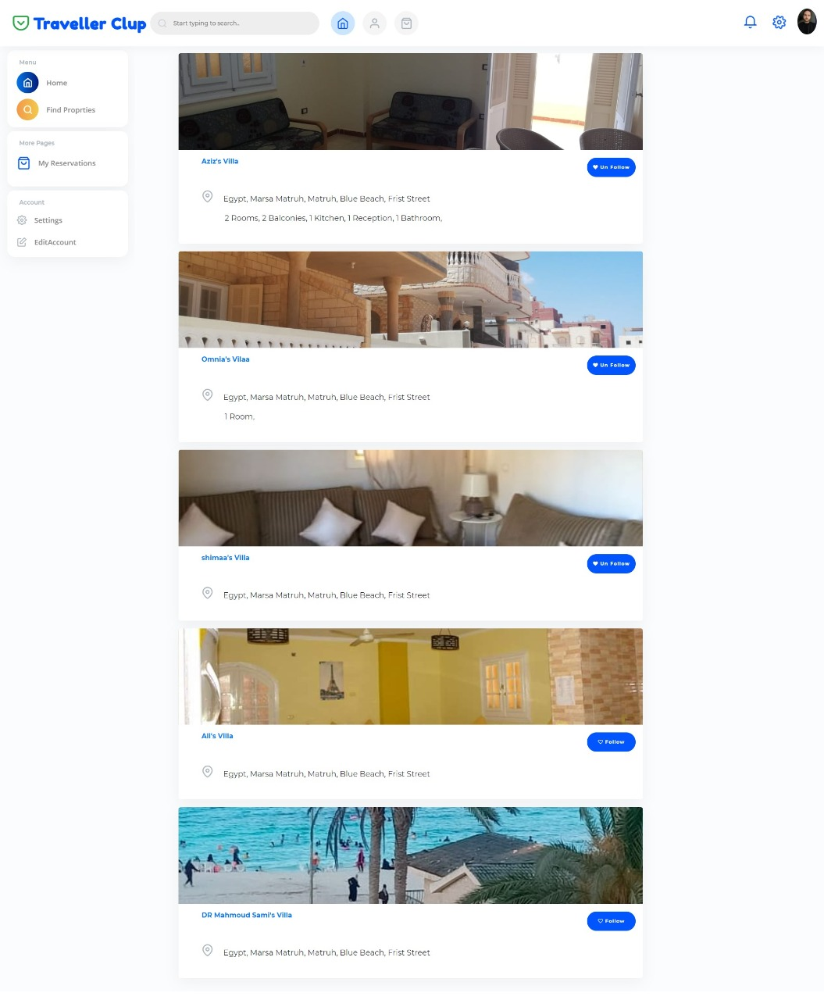 Traveller Clup
Start typing to search..
Menu
Home
Find Proprties
More Pages
My Reservations
Account
Settings
EditAccount
Aziz's Villa
Un Follow
Egypt, Marsa Matruh, Matruh, Blue Beach, Frist Street
2 Rooms, 2 Balconies, 1 Kitchen, 1 Reception, 1 Bathroom,
Omnia's Vilaa
Un Follow
Egypt, Marsa Matruh, Matruh, Blue Beach, Frist Street
1 Room,
shimaa's Villa
Un Follow
Egypt, Marsa Matruh, Matruh, Blue Beach, Frist Street
Ali's Villa
Follow
Egypt, Marsa Matruh, Matruh, Blue Beach, Frist Street
DR Mahmoud Sami's Villa
Follow
Egypt, Marsa Matruh, Matruh, Blue Beach, Frist Street